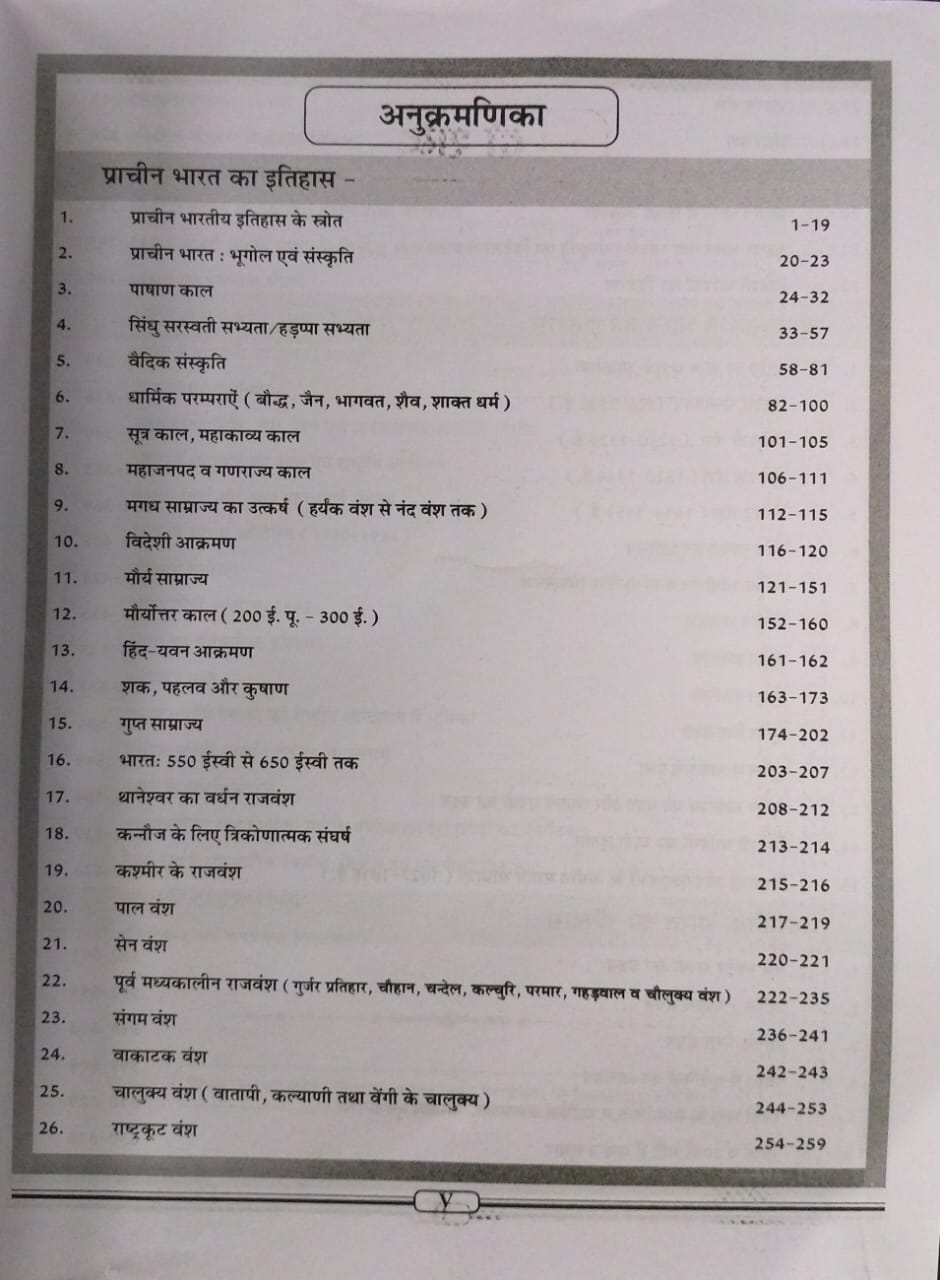 अनुक्रमणिका
प्राचीन भारत का इतिहास –
1. प्राचीन भारतीय इतिहास के स्त्रोत 1-19
2. प्राचीन भारत : भूगोल एवं संस्कृति 20-23
3. पाषाण काल 24-32
4. सिंधु सरस्वती सभ्यता/हड़प्पा सभ्यता 33-57
5. वैदिक संस्कृति 58-81
6. धार्मिक परम्पराऐं ( बौद्ध, जैन, भागवत, शैव, शाक्त धर्म ) 82-100
7. सूत्र काल, महाकाव्य काल 101-105
8. महाजनपद व गणराज्य काल 106-111
9. मगध साम्राज्य का उत्कर्ष ( हर्यंक वंश से नंद वंश तक ) 112-115
10. विदेशी आक्रमण 116-120
11. मौर्य साम्राज्य 121-151
12. मौर्योत्तर काल ( 200 ई. पू. - 300 ई. ) 152-160
13. हिंद-यवन आक्रमण 161-162
14. शक, पहलव और कुषाण 163-173
15. गुप्त साम्राज्य 174-202
16. भारतः 550 ईस्वी से 650 ईस्वी तक 203-207
17. थानेश्वर का वर्धन राजवंश 208-212
18. कन्नौज के लिए त्रिकोणात्मक संघर्ष 213-214
19. कश्मीर के राजवंश 215-216
20. पाल वंश 217-219
21. सेन वंश 220-221
22. पूर्व मध्यकालीन राजवंश ( गुर्जर प्रतिहार, चौहान, चन्देल, कल्चुरि, परमार, गहड़वाल व चौलुक्य वंश ) 222-235
23. संगम वंश 236-241
24. वाकाटक वंश 242-243
25. चालुक्य वंश ( वातापी, कल्याणी तथा वेंगी के चालुक्य ) 244-253
26. राष्ट्रकूट वंश 254-259
V